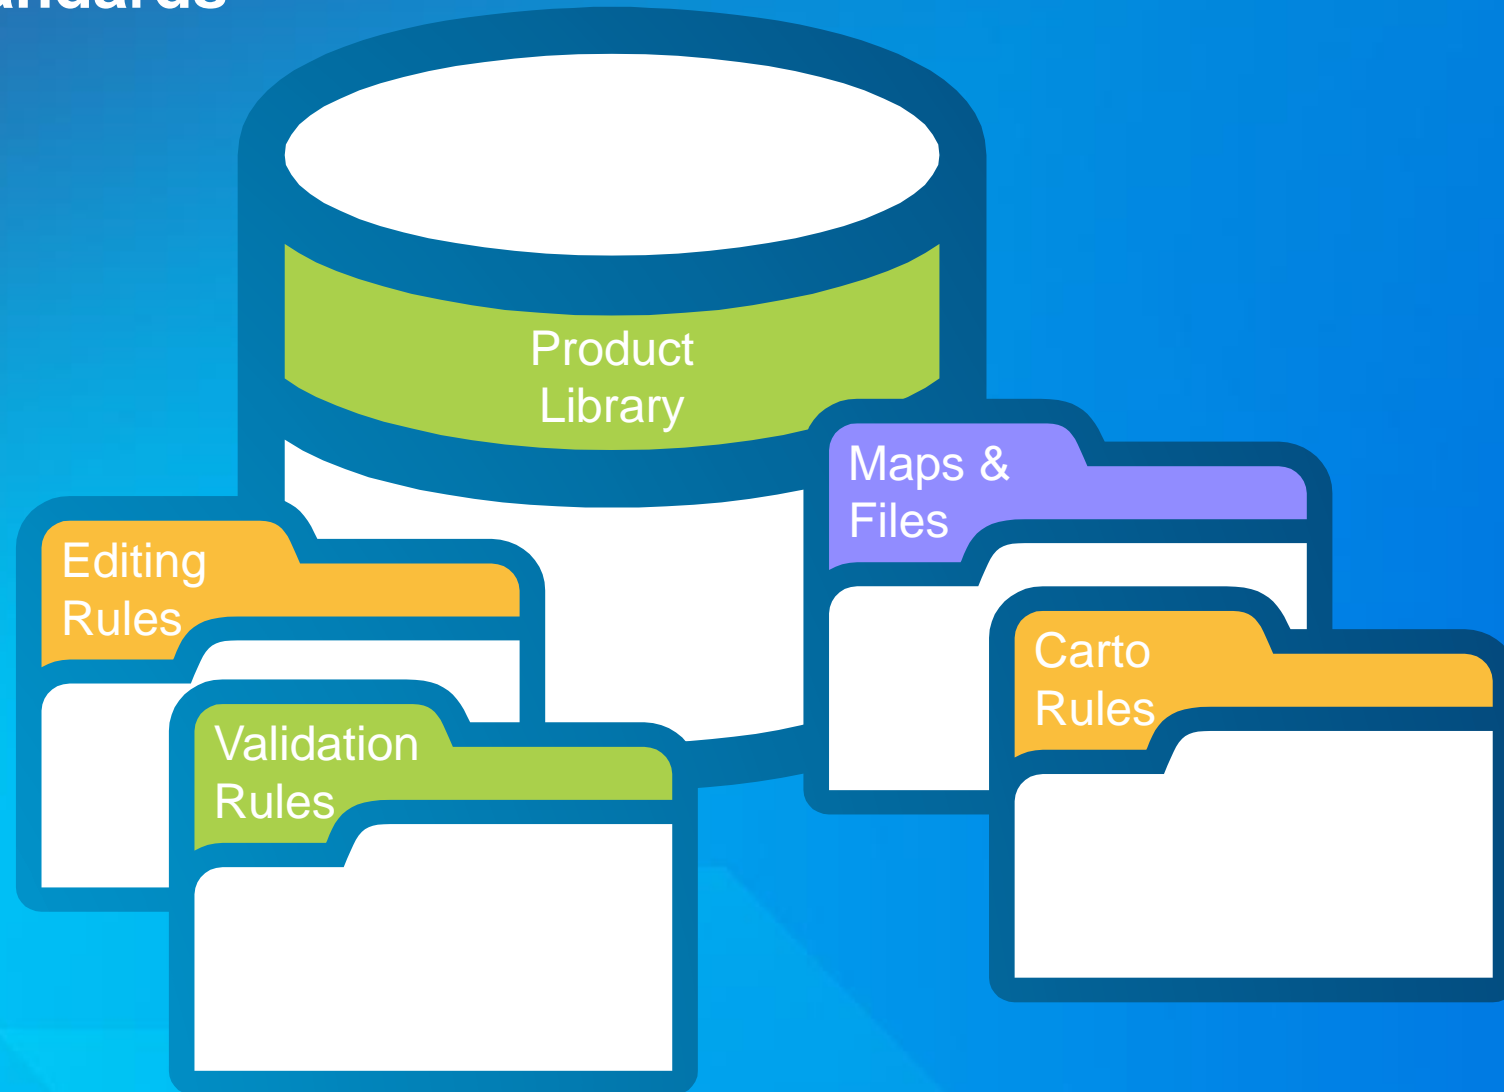 Product
Library
Maps &
Files
Editing
Rules
Carto
Rules
Validation
Rules